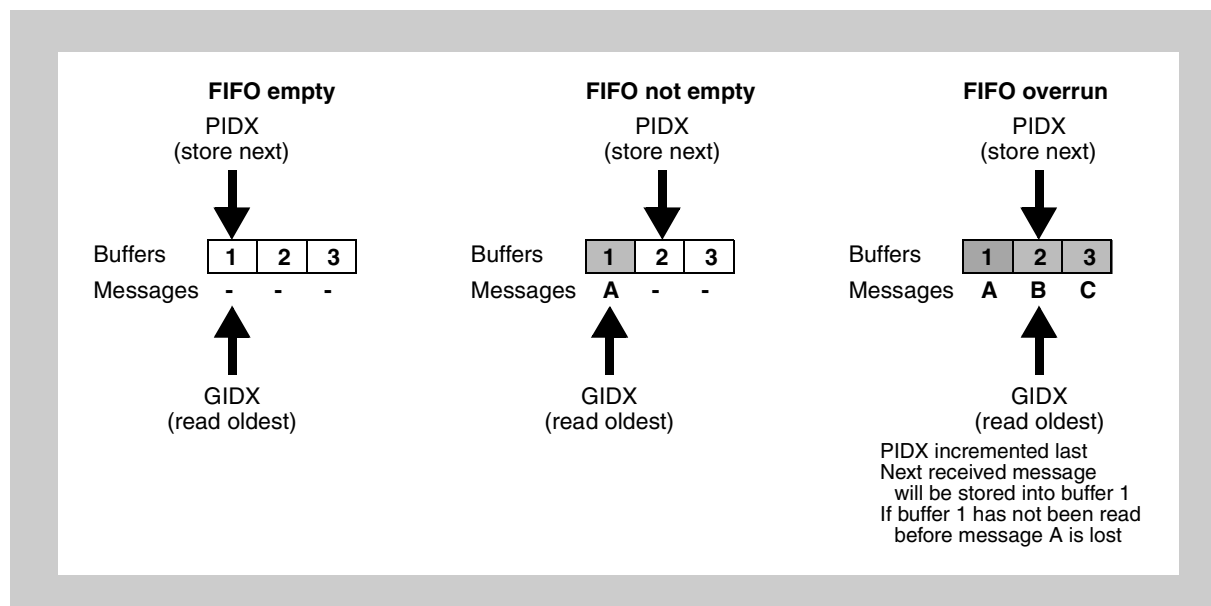 FIFO empty
PIDX
(store next)
Buffers 1 2 3
Messages - - -
GIDX
(read oldest)
FIFO not empty
PIDX
(store next)
Buffers 1 2 3
Messages A - -
GIDX
(read oldest)
FIFO overrun
PIDX
(store next)
Buffers 1 2 3
Messages A B C
GIDX
(read oldest)
PIDX incremented last
Next received message
will be stored into buffer 1
If buffer 1 has not been read
before message A is lost